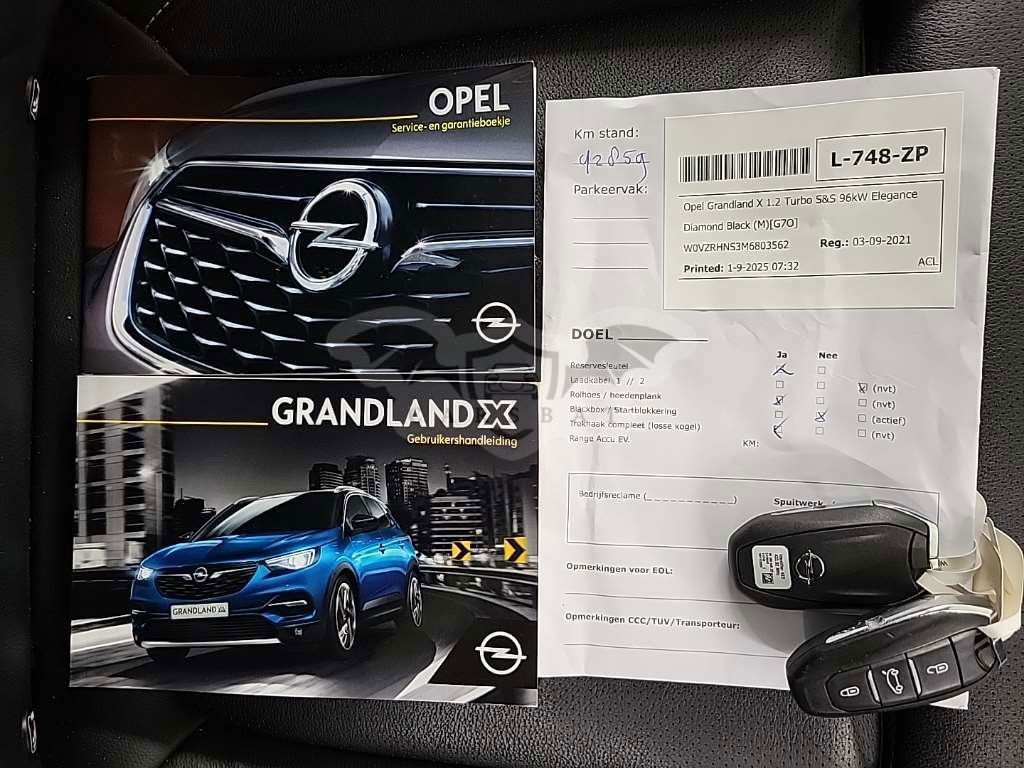 OPEL
Service- en garantieboekje
GRANDLAND X
Gebruikershandleiding
GRANDLAND X
Km stand:
92859
Parkeervak:
L-748-ZP
Opel Grandland X 1.2 Turbo S&S 96kW Elegance
Diamond Black (M)[G7O]
W0VZRHNS3M6803562
Reg.: 03-09-2021
Printed: 1-9-2025 07:32
ACL
DOEL
Ja Nee
Reservesleutel
Laadkabel 1 // 2 (nvt)
Rolhoes / hoedenplank (nvt)
Blackbox / Startblokkering (actief)
Trekhaak compleet (losse kogel) (nvt)
Range Accu EV. KM:
Bedrijfsreclame (____________)
Spuitwerk
Opmerkingen voor EOL:
Opmerkingen CCC/TUV/Transporteur: